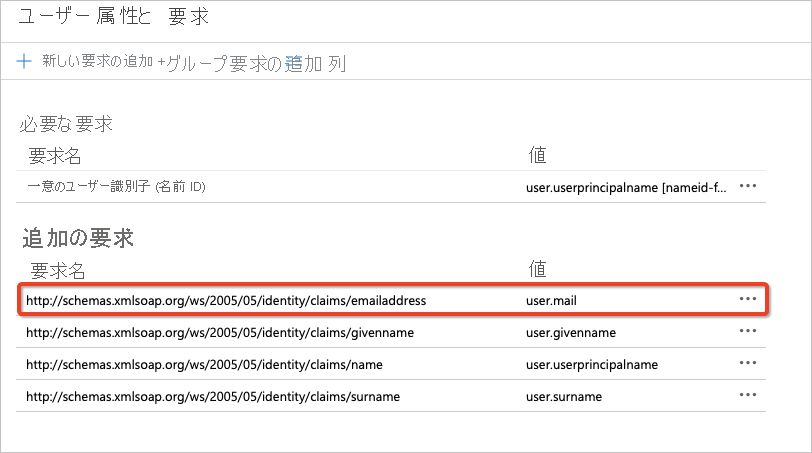 ユーザー属性と 要求
新しい要求の追加 +グループ要求の追加 列
必要な要求
要求名 値
一意のユーザー識別子 (名前 ID) user.userprincipalname [nameid-f... ...
追加の要求
要求名 値
http://schemas.xmlsoap.org/ws/2005/05/identity/claims/emailaddress user.mail ...
http://schemas.xmlsoap.org/ws/2005/05/identity/claims/givenname user.givenname ...
http://schemas.xmlsoap.org/ws/2005/05/identity/claims/name user.userprincipalname ...
http://schemas.xmlsoap.org/ws/2005/05/identity/claims/surname user.surname ...